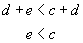 d + e < c + d
e < c